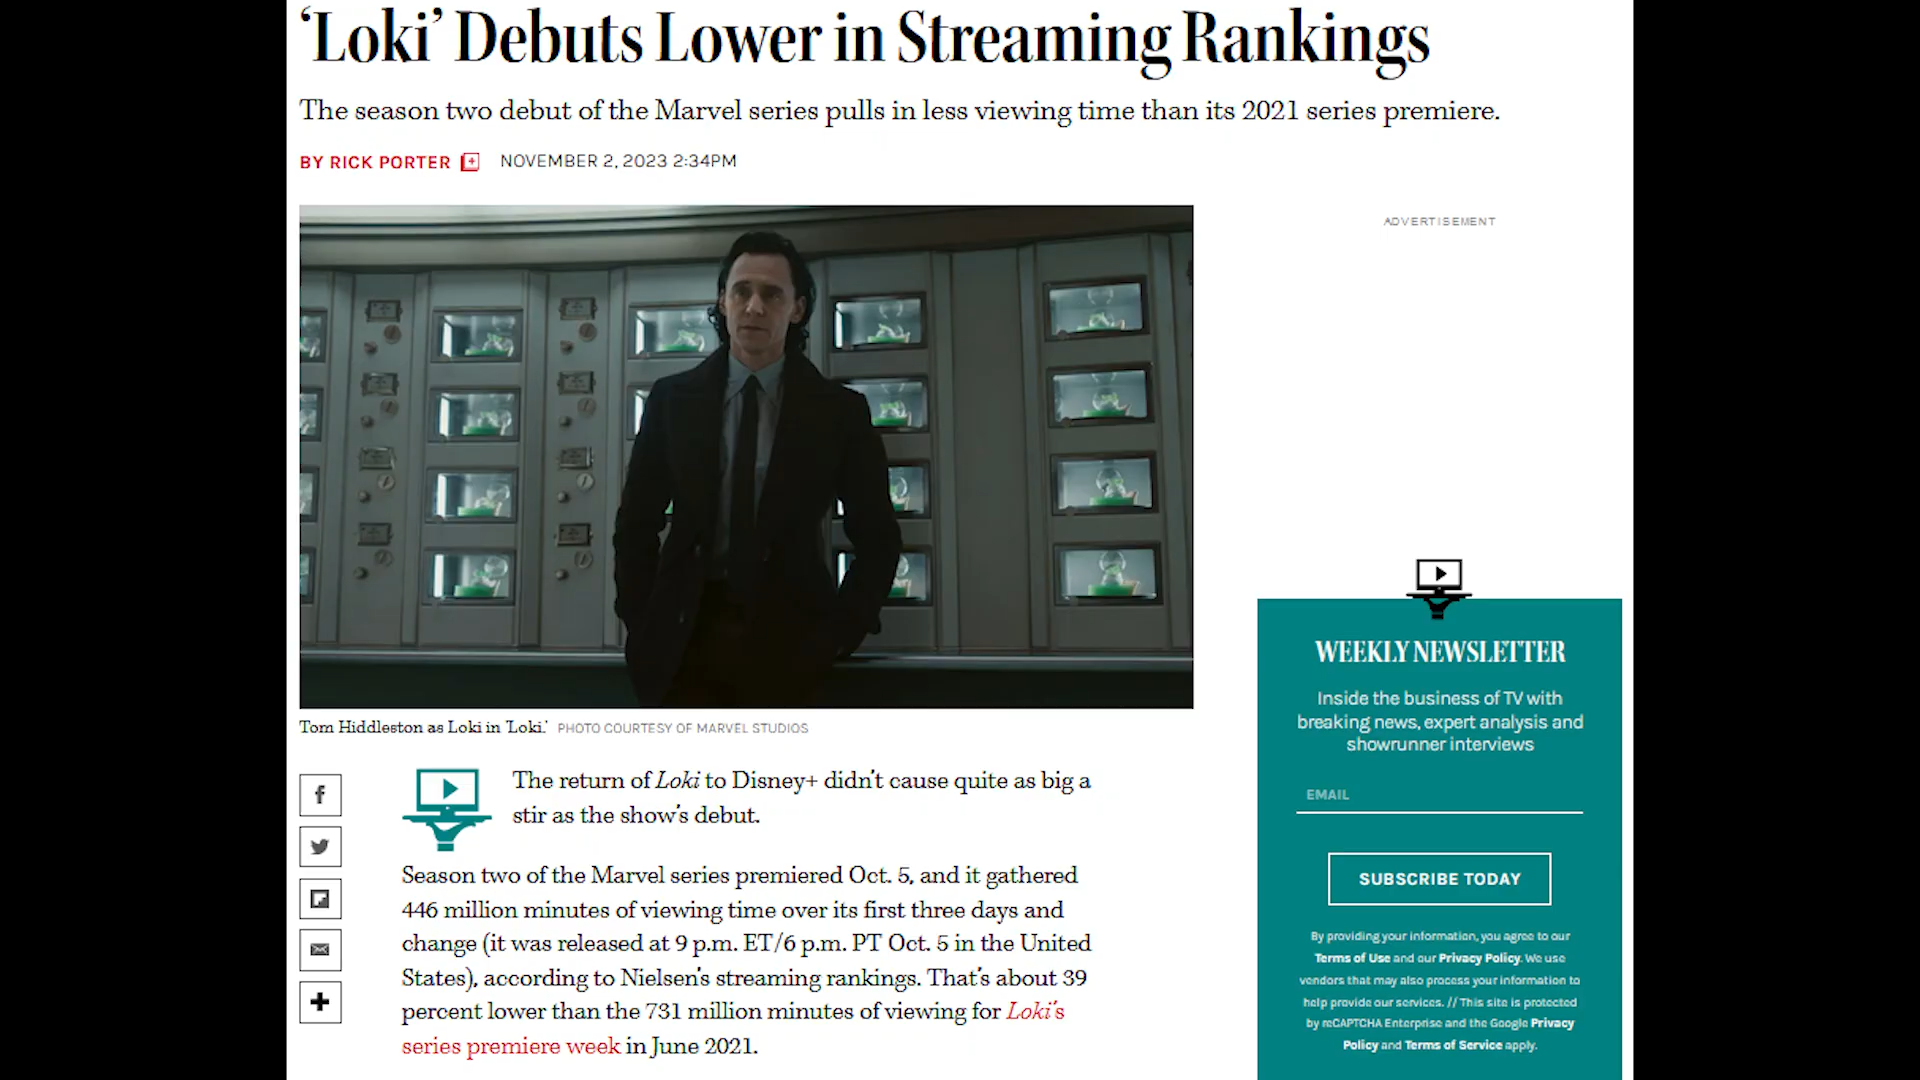 ‘Loki’ Debuts Lower in Streaming Rankings
The season two debut of the Marvel series pulls in less viewing time than its 2021 series premiere.
BY RICK PORTER NOVEMBER 2, 2023 2:34PM
ADVERTISEMENT
Tom Hiddleston as Loki in ‘Loki.’ PHOTO COURTESY OF MARVEL STUDIOS
The return of Loki to Disney+ didn’t cause quite as big a
stir as the show’s debut.
Season two of the Marvel series premiered Oct. 5, and it gathered
446 million minutes of viewing time over its first three days and
change (it was released at 9 p.m. ET/6 p.m. PT Oct. 5 in the United
States), according to Nielsen’s streaming rankings. That’s about 39
percent lower than the 731 million minutes of viewing for Loki’s
series premiere week in June 2021.
WEEKLY NEWSLETTER
Inside the business of TV with
breaking news, expert analysis and
showrunner interviews
EMAIL
SUBSCRIBE TODAY
By providing your information, you agree to our
Terms of Use and our Privacy Policy. We use
vendors that may also process your information to
help provide our services. // This site is protected
by reCAPTCHA Enterprise and the Google Privacy
Policy and Terms of Service apply.